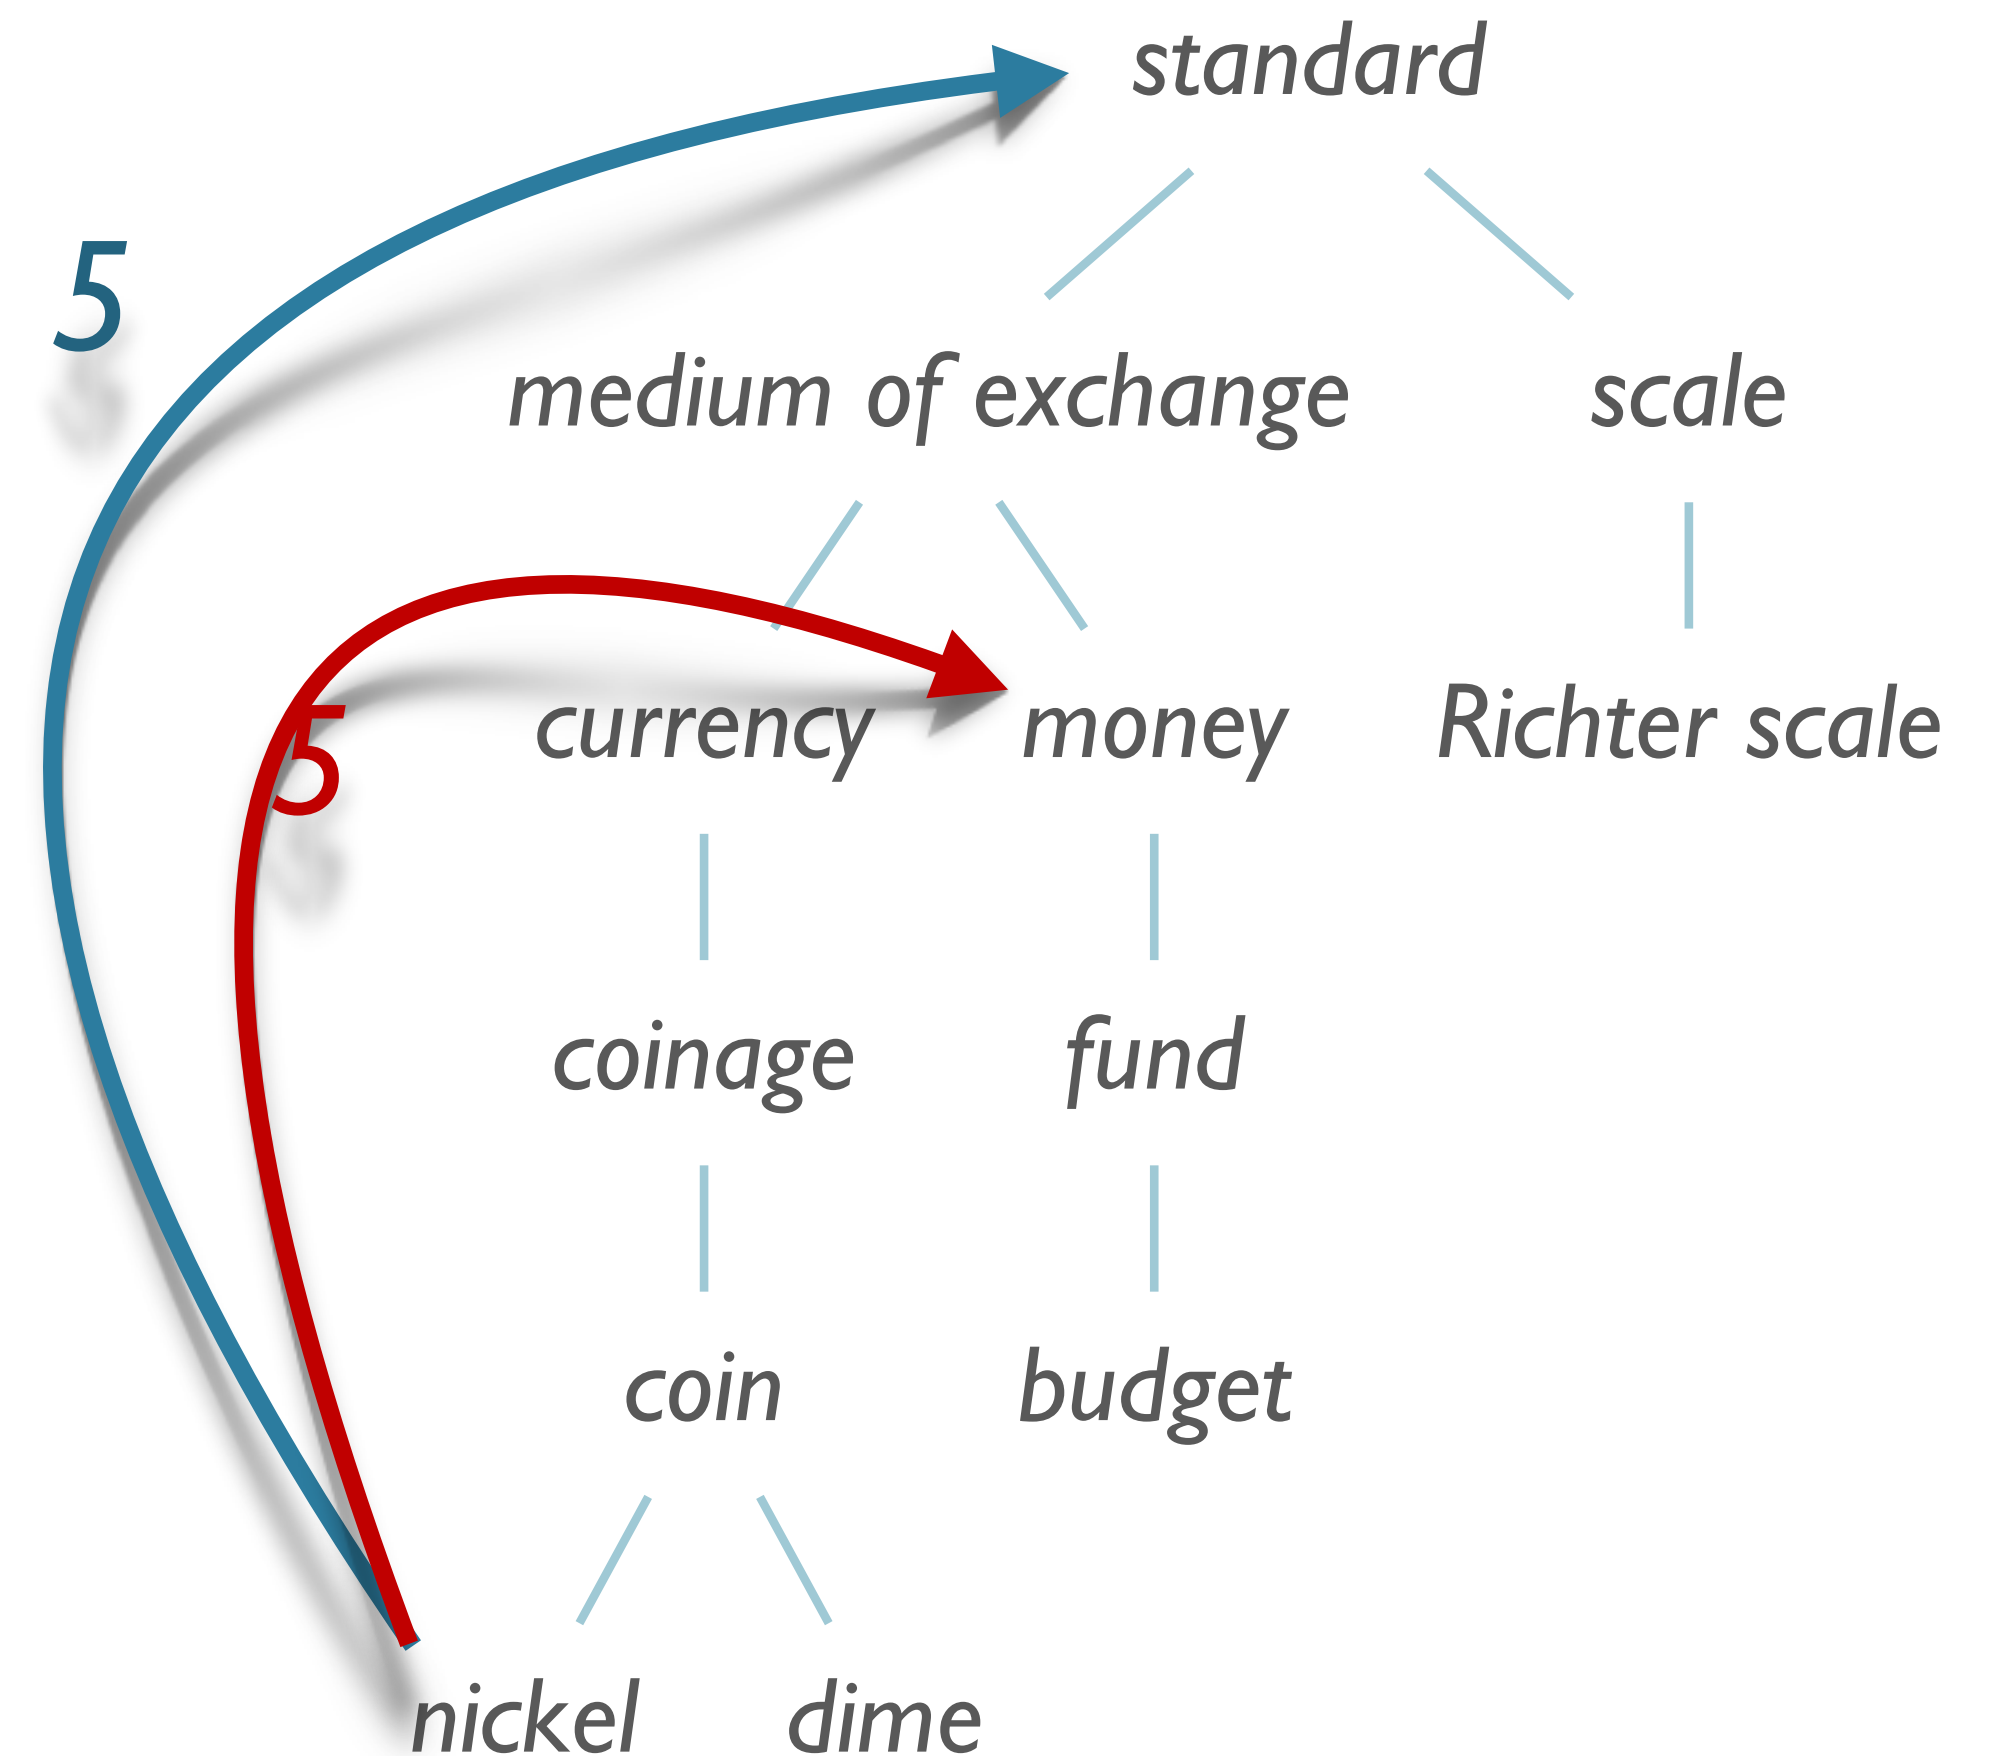 standard
5
medium of exchange scale
currency money Richter scale
5
coinage fund
coin budget
nickel dime